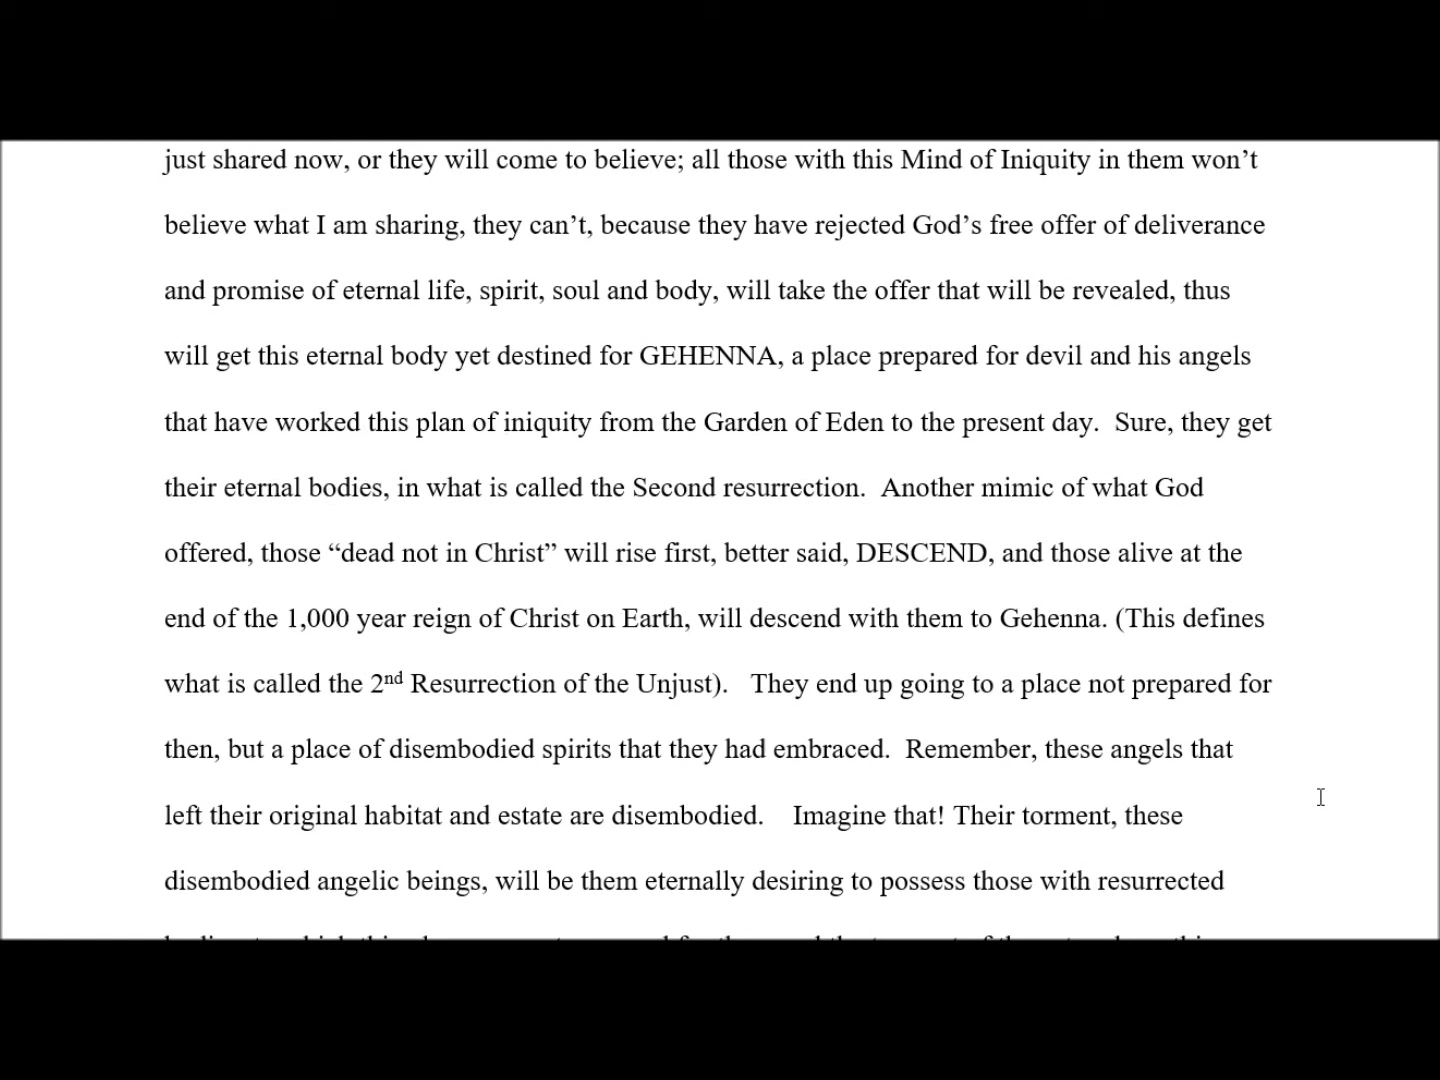 just shared now, or they will come to believe; all those with this Mind of Iniquity in them won’t
believe what I am sharing, they can’t, because they have rejected God’s free offer of deliverance
and promise of eternal life, spirit, soul and body, will take the offer that will be revealed, thus
will get this eternal body yet destined for GEHENNA, a place prepared for devil and his angels
that have worked this plan of iniquity from the Garden of Eden to the present day.  Sure, they get
their eternal bodies, in what is called the Second resurrection.  Another mimic of what God
offered, those “dead not in Christ” will rise first, better said, DESCEND, and those alive at the
end of the 1,000 year reign of Christ on Earth, will descend with them to Gehenna. (This defines
what is called the 2nd Resurrection of the Unjust).   They end up going to a place not prepared for
then, but a place of disembodied spirits that they had embraced.  Remember, these angels that
left their original habitat and estate are disembodied.    Imagine that! Their torment, these
disembodied angelic beings, will be them eternally desiring to possess those with resurrected